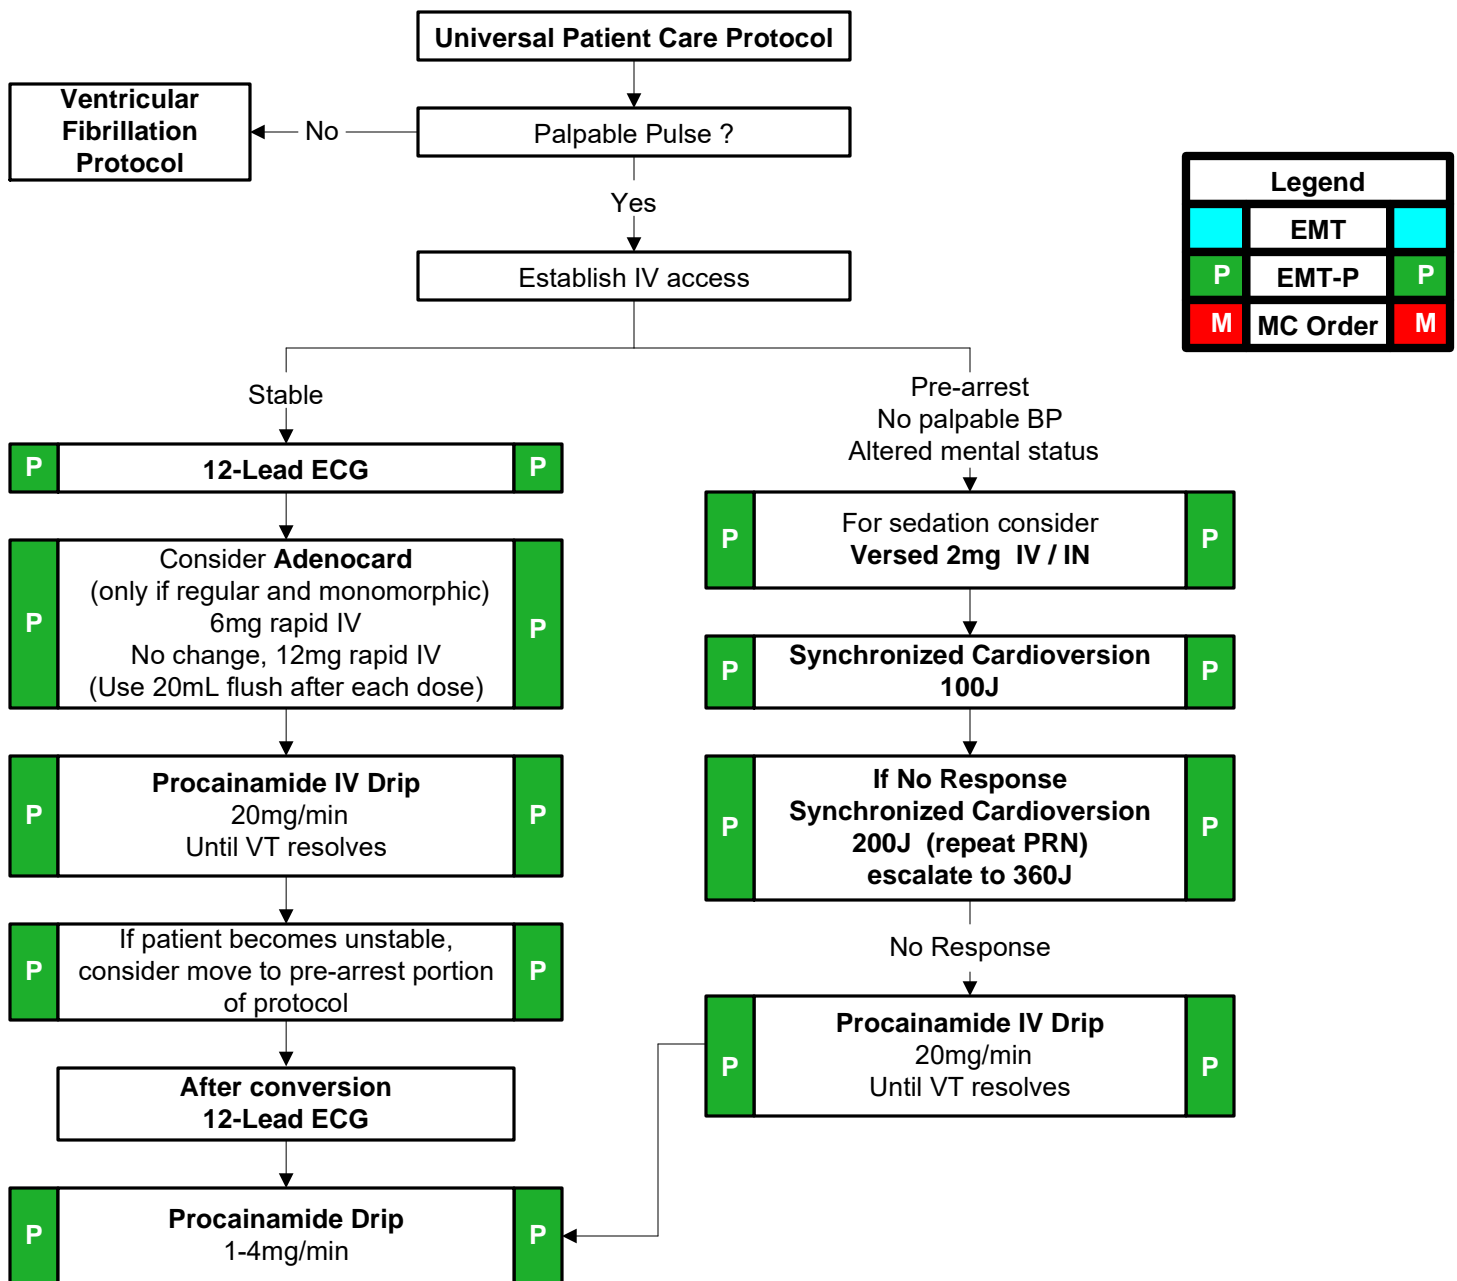 Universal Patient Care Protocol
Ventricular
Fibrillation
Protocol
No
Palpable Pulse ?
Yes
Establish IV access
Legend
EMT
P EMT-P P
M MC Order M
Stable
Pre-arrest
No palpable BP
Altered mental status
P 12-Lead ECG P
P Consider Adenocard P
(only if regular and monomorphic)
6mg rapid IV
No change, 12mg rapid IV
(Use 20mL flush after each dose)
P Procainamide IV Drip P
20mg/min
Until VT resolves
P If patient becomes unstable, P
consider move to pre-arrest portion
of protocol
After conversion
12-Lead ECG
P Procainamide Drip P
1-4mg/min
P For sedation consider P
Versed 2mg IV / IN
P Synchronized Cardioversion P
100J
P If No Response P
Synchronized Cardioversion
200J (repeat PRN)
escalate to 360J
No Response
P Procainamide IV Drip P
20mg/min
Until VT resolves